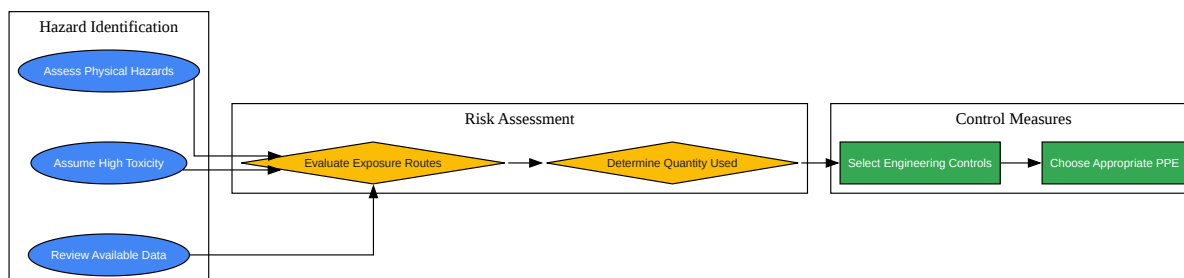 Hazard Identification
Assess Physical Hazards
Assume High Toxicity
Review Available Data
Risk Assessment
Evaluate Exposure Routes
Determine Quantity Used
Control Measures
Select Engineering Controls
Choose Appropriate PPE